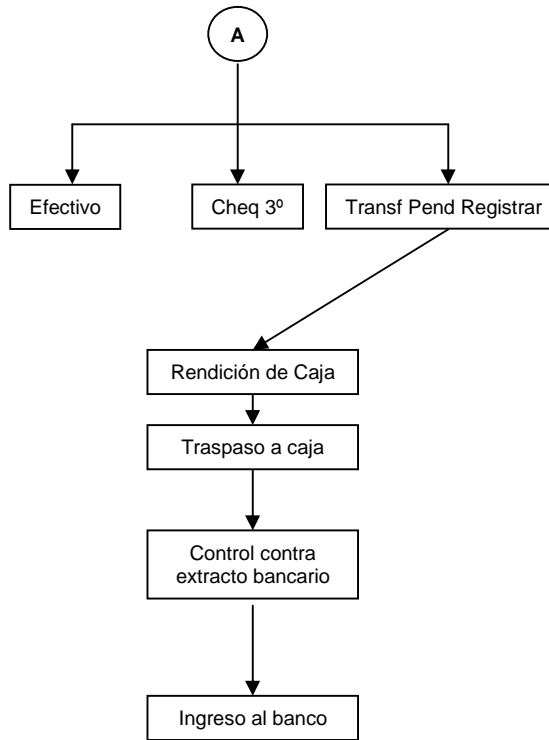 A
Efectivo
Cheq 3º
Transf Pend Registrar
Rendición de Caja
Traspaso a caja
Control contra
extracto bancario
Ingreso al banco